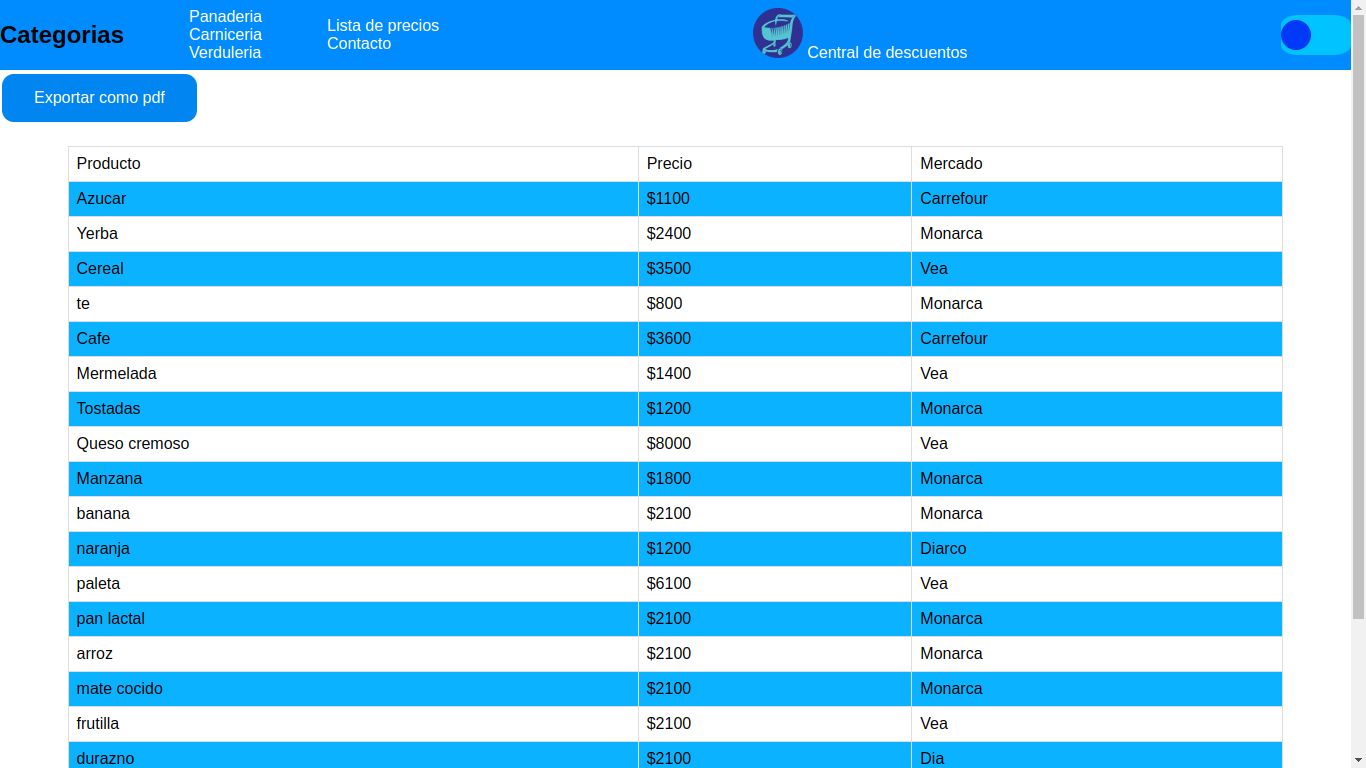 Categorias
Panaderia
Carniceria
Verduleria
Lista de precios
Contacto
Central de descuentos
Exportar como pdf
Producto Precio Mercado
Azucar $1100 Carrefour
Yerba $2400 Monarca
Cereal $3500 Vea
te $800 Monarca
Cafe $3600 Carrefour
Mermelada $1400 Vea
Tostadas $1200 Monarca
Queso cremoso $8000 Vea
Manzana $1800 Monarca
banana $2100 Monarca
naranja $1200 Diarco
paleta $6100 Vea
pan lactal $2100 Monarca
arroz $2100 Monarca
mate cocido $2100 Monarca
frutilla $2100 Vea
durazno $2100 Dia